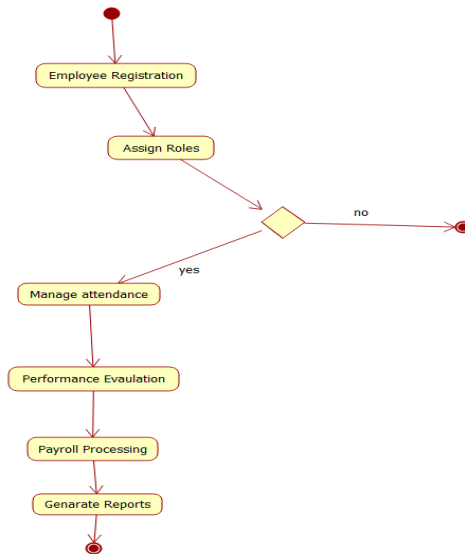 Employee Registration
Assign Roles
no
yes
Manage attendance
Performance Evaulation
Payroll Processing
Genarate Reports